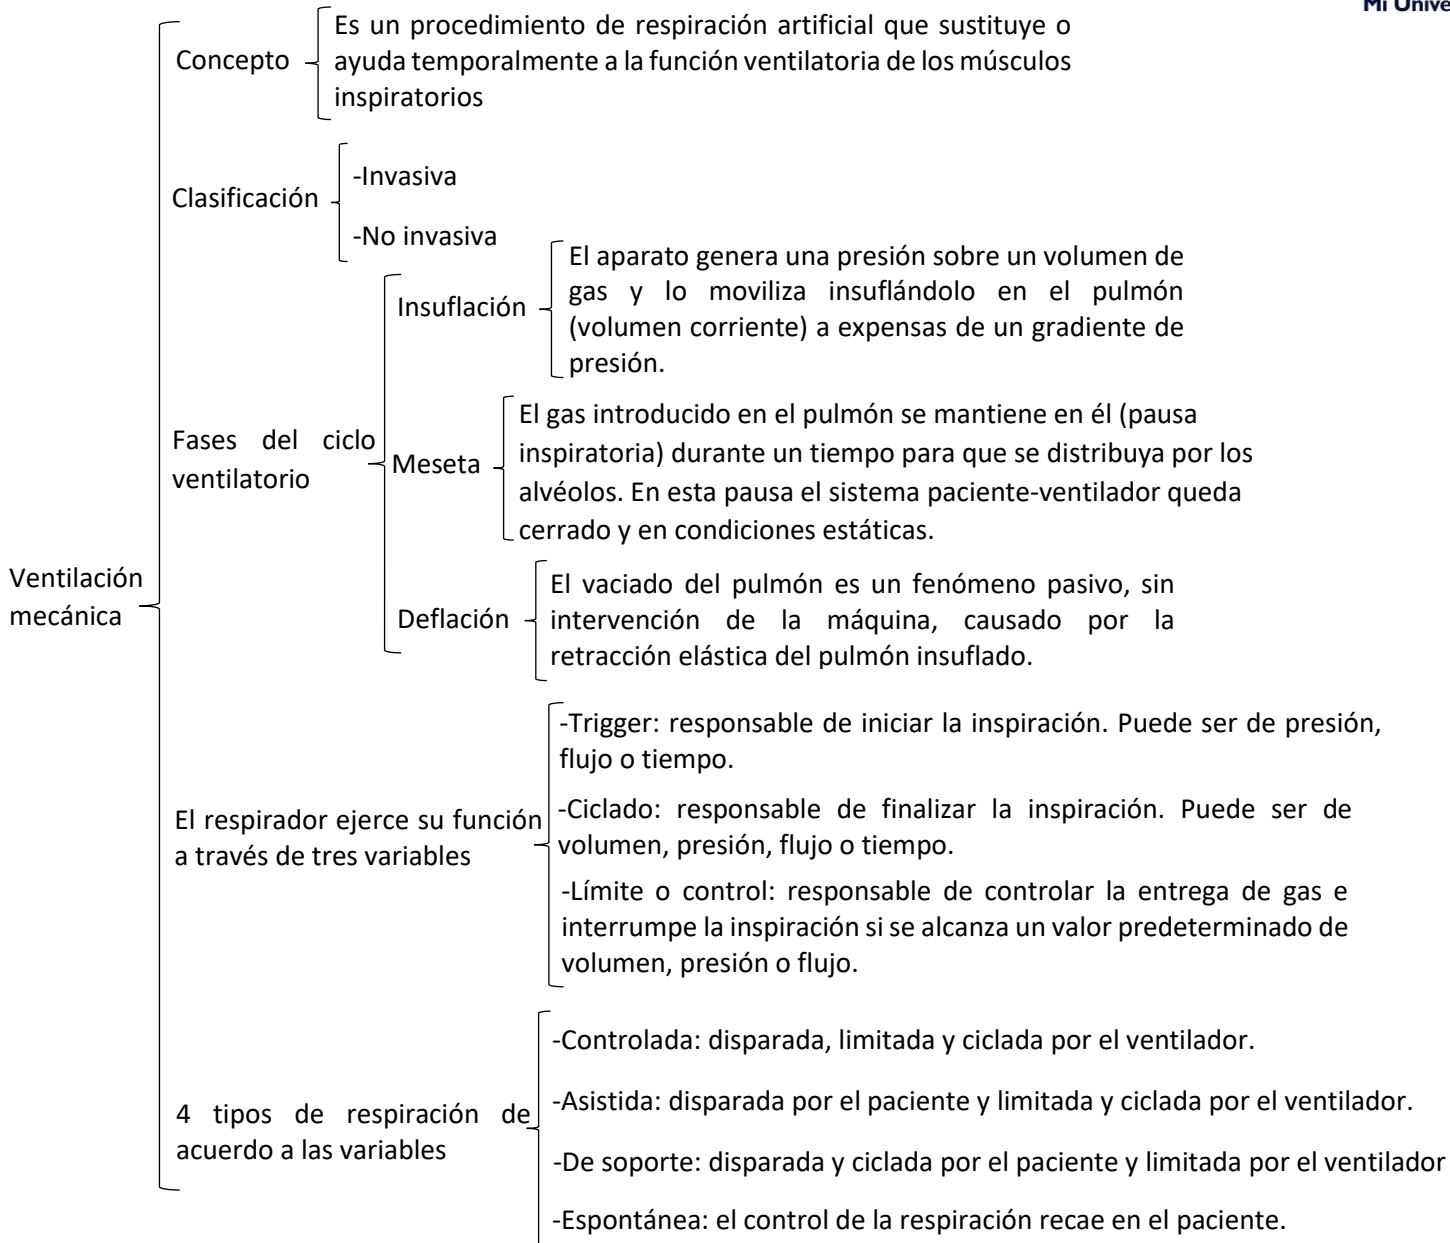 Mi Unive
Es un procedimiento de respiración artificial que sustituye o
ayuda temporalmente a la función ventilatoria de los músculos
inspiratorios
Concepto
Clasificación
-Invasiva
-No invasiva
Fases del ciclo
ventilatorio
Insuflación
El aparato genera una presión sobre un volumen de
gas y lo moviliza insuflándolo en el pulmón
(volumen corriente) a expensas de un gradiente de
presión.
Meseta
El gas introducido en el pulmón se mantiene en él (pausa
inspiratoria) durante un tiempo para que se distribuya por los
alvéolos. En esta pausa el sistema paciente-ventilador queda
cerrado y en condiciones estáticas.
Ventilación
mecánica
Deflación
El vaciado del pulmón es un fenómeno pasivo, sin
intervención de la máquina, causado por la
retracción elástica del pulmón insuflado.
El respirador ejerce su función
a través de tres variables
-Trigger: responsable de iniciar la inspiración. Puede ser de presión,
flujo o tiempo.
-Ciclado: responsable de finalizar la inspiración. Puede ser de
volumen, presión, flujo o tiempo.
-Límite o control: responsable de controlar la entrega de gas e
interrumpe la inspiración si se alcanza un valor predeterminado de
volumen, presión o flujo.
4 tipos de respiración de
acuerdo a las variables
-Controlada: disparada, limitada y ciclada por el ventilador.
-Asistida: disparada por el paciente y limitada y ciclada por el ventilador.
-De soporte: disparada y ciclada por el paciente y limitada por el ventilador
-Espontánea: el control de la respiración recae en el paciente.